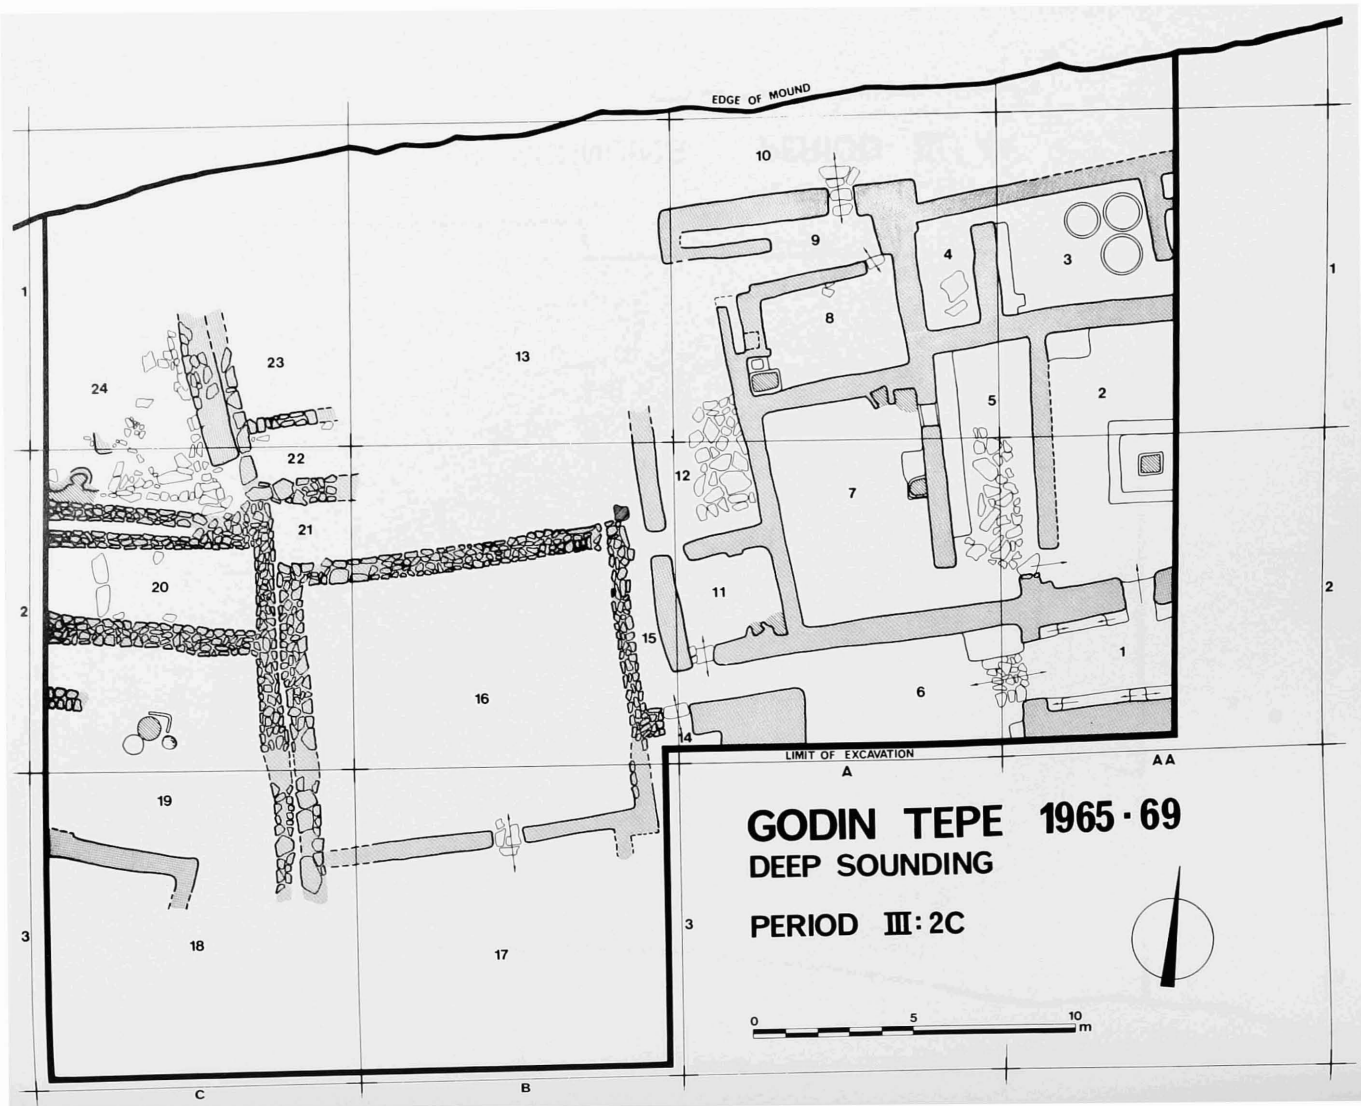 EDGE OF MOUND
10
9
4
3
1
1
8
23
13
24
5
2
22
12
7
21
20
11
2
2
15
1
16
6
14
LIMIT OF EXCAVATION
A
AA
19
GODIN TEPE 1965·69
DEEP SOUNDING
3
PERIOD III:2C
3
18
17
0 5 10
m
C
B